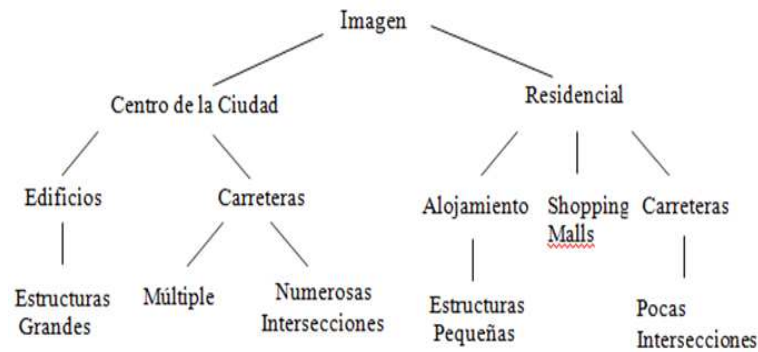 Imagen
Centro de la Ciudad
Residencial
Edificios
Carreteras
Alojamiento
Shopping
Malls
Carreteras
Estructuras
Grandes
Múltiple
Numerosas
Intersecciones
Estructuras
Pequeñas
Pocas
Intersecciones